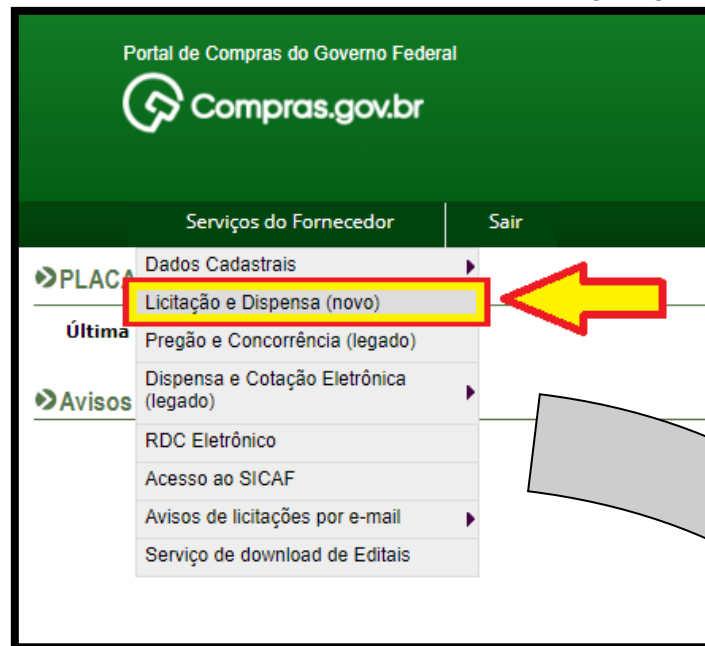 Portal de Compras do Governo Federal
Compras.gov.br
Serviços do Fornecedor Sair
PLACA
Última
Avisos
Dados Cadastrais
Licitação e Dispensa (novo)
Pregão e Concorrência (legado)
Dispensa e Cotação Eletrônica
(legado)
RDC Eletrônico
Acesso ao SICAF
Avisos de licitações por e-mail
Serviço de download de Editais